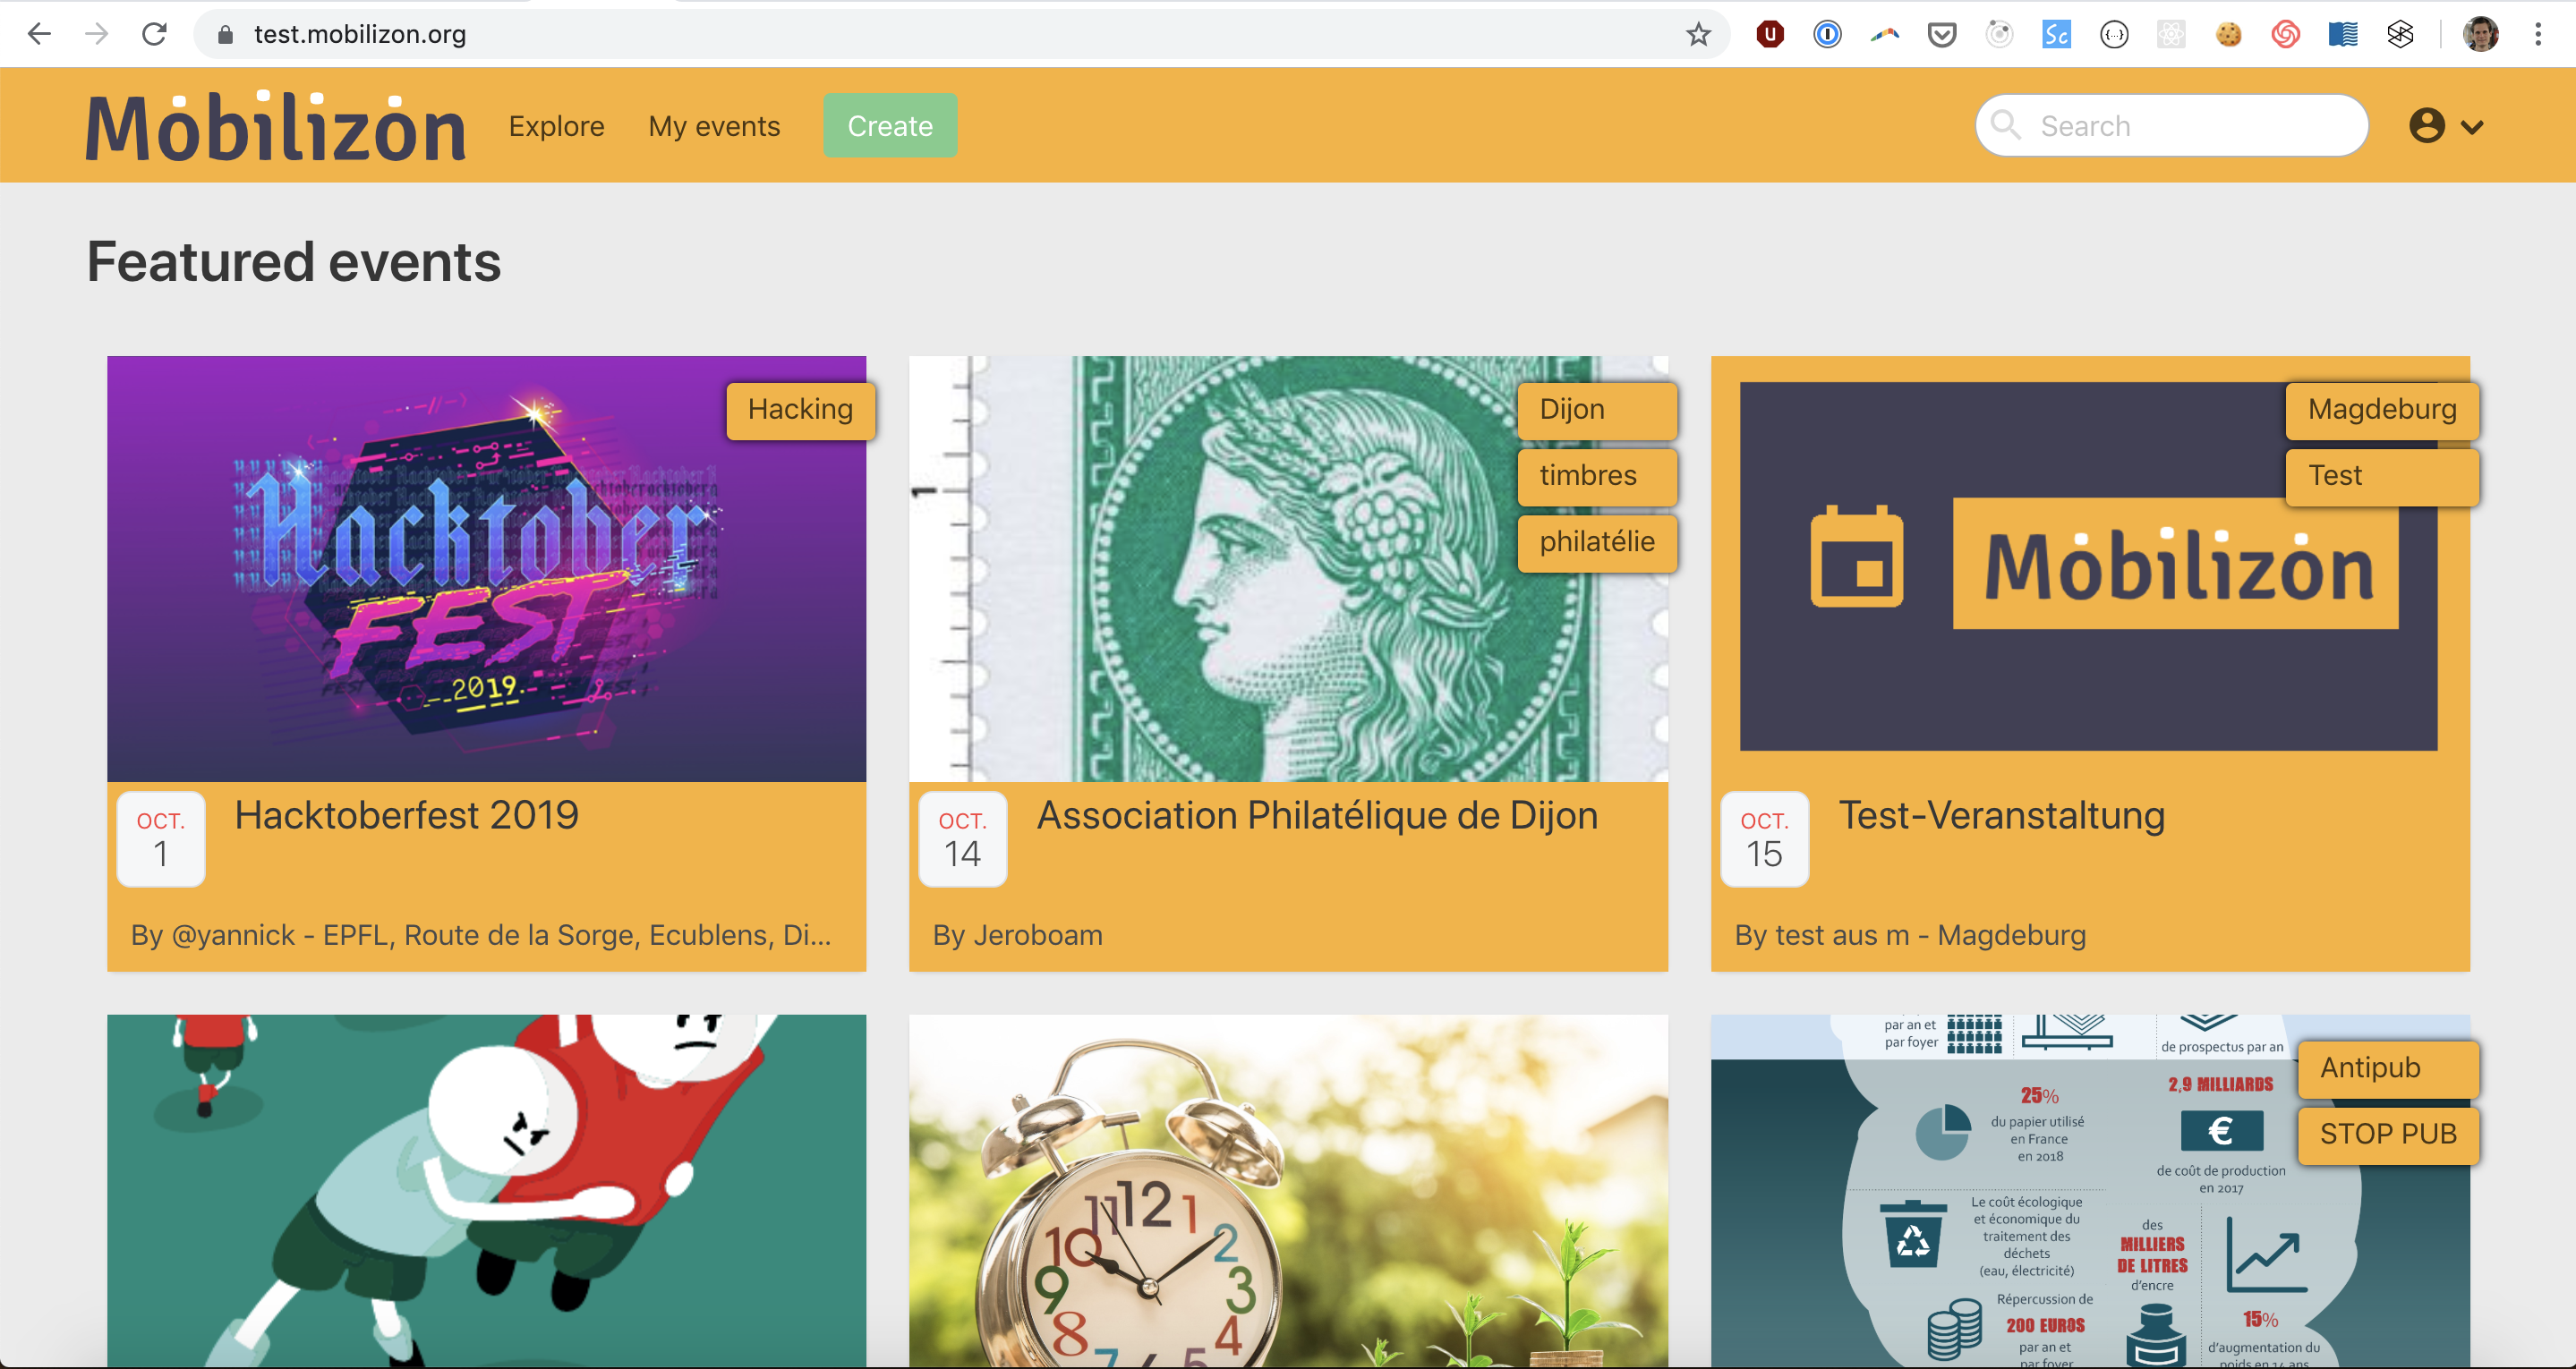 test.mobilizon.org
Mobilizon
Explore
My events
Create
Search
Featured events
Hacking
Hacktober
FEST
2019
Dijon
timbres
philatélie
1
Magdeburg
Test
Mobilizon
OCT.
1
Hacktoberfest 2019
By @yannick - EPFL, Route de la Sorge, Ecublens, Di...
OCT.
14
Association Philatélique de Dijon
By Jeroboam
OCT.
15
Test-Veranstaltung
By test aus m - Magdeburg
12
1
2
3
4
5
7
8
9
10
11
par an et
par foyer
de prospectus par an
Antipub
STOP PUB
25%
du papier utilisé
en France
en 2018
2,9 MILLIARDS
€
de coût de production
en 2017
Le coût écologique
et économique du
traitement des
déchets
(eau, électricité)
des
MILLIERS
DE LITRES
d'encre
Répercussion de
200 EUROS
par an et
par foyer
15%
d'augmentation du
poids en 14 ans